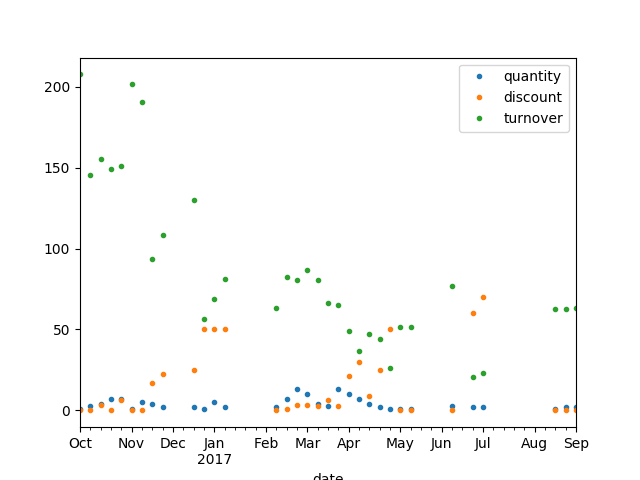 200
150
100
50
0
quantity
discount
turnover
Oct Nov Dec Jan Feb Mar Apr May Jun Jul Aug Sep
2017
date